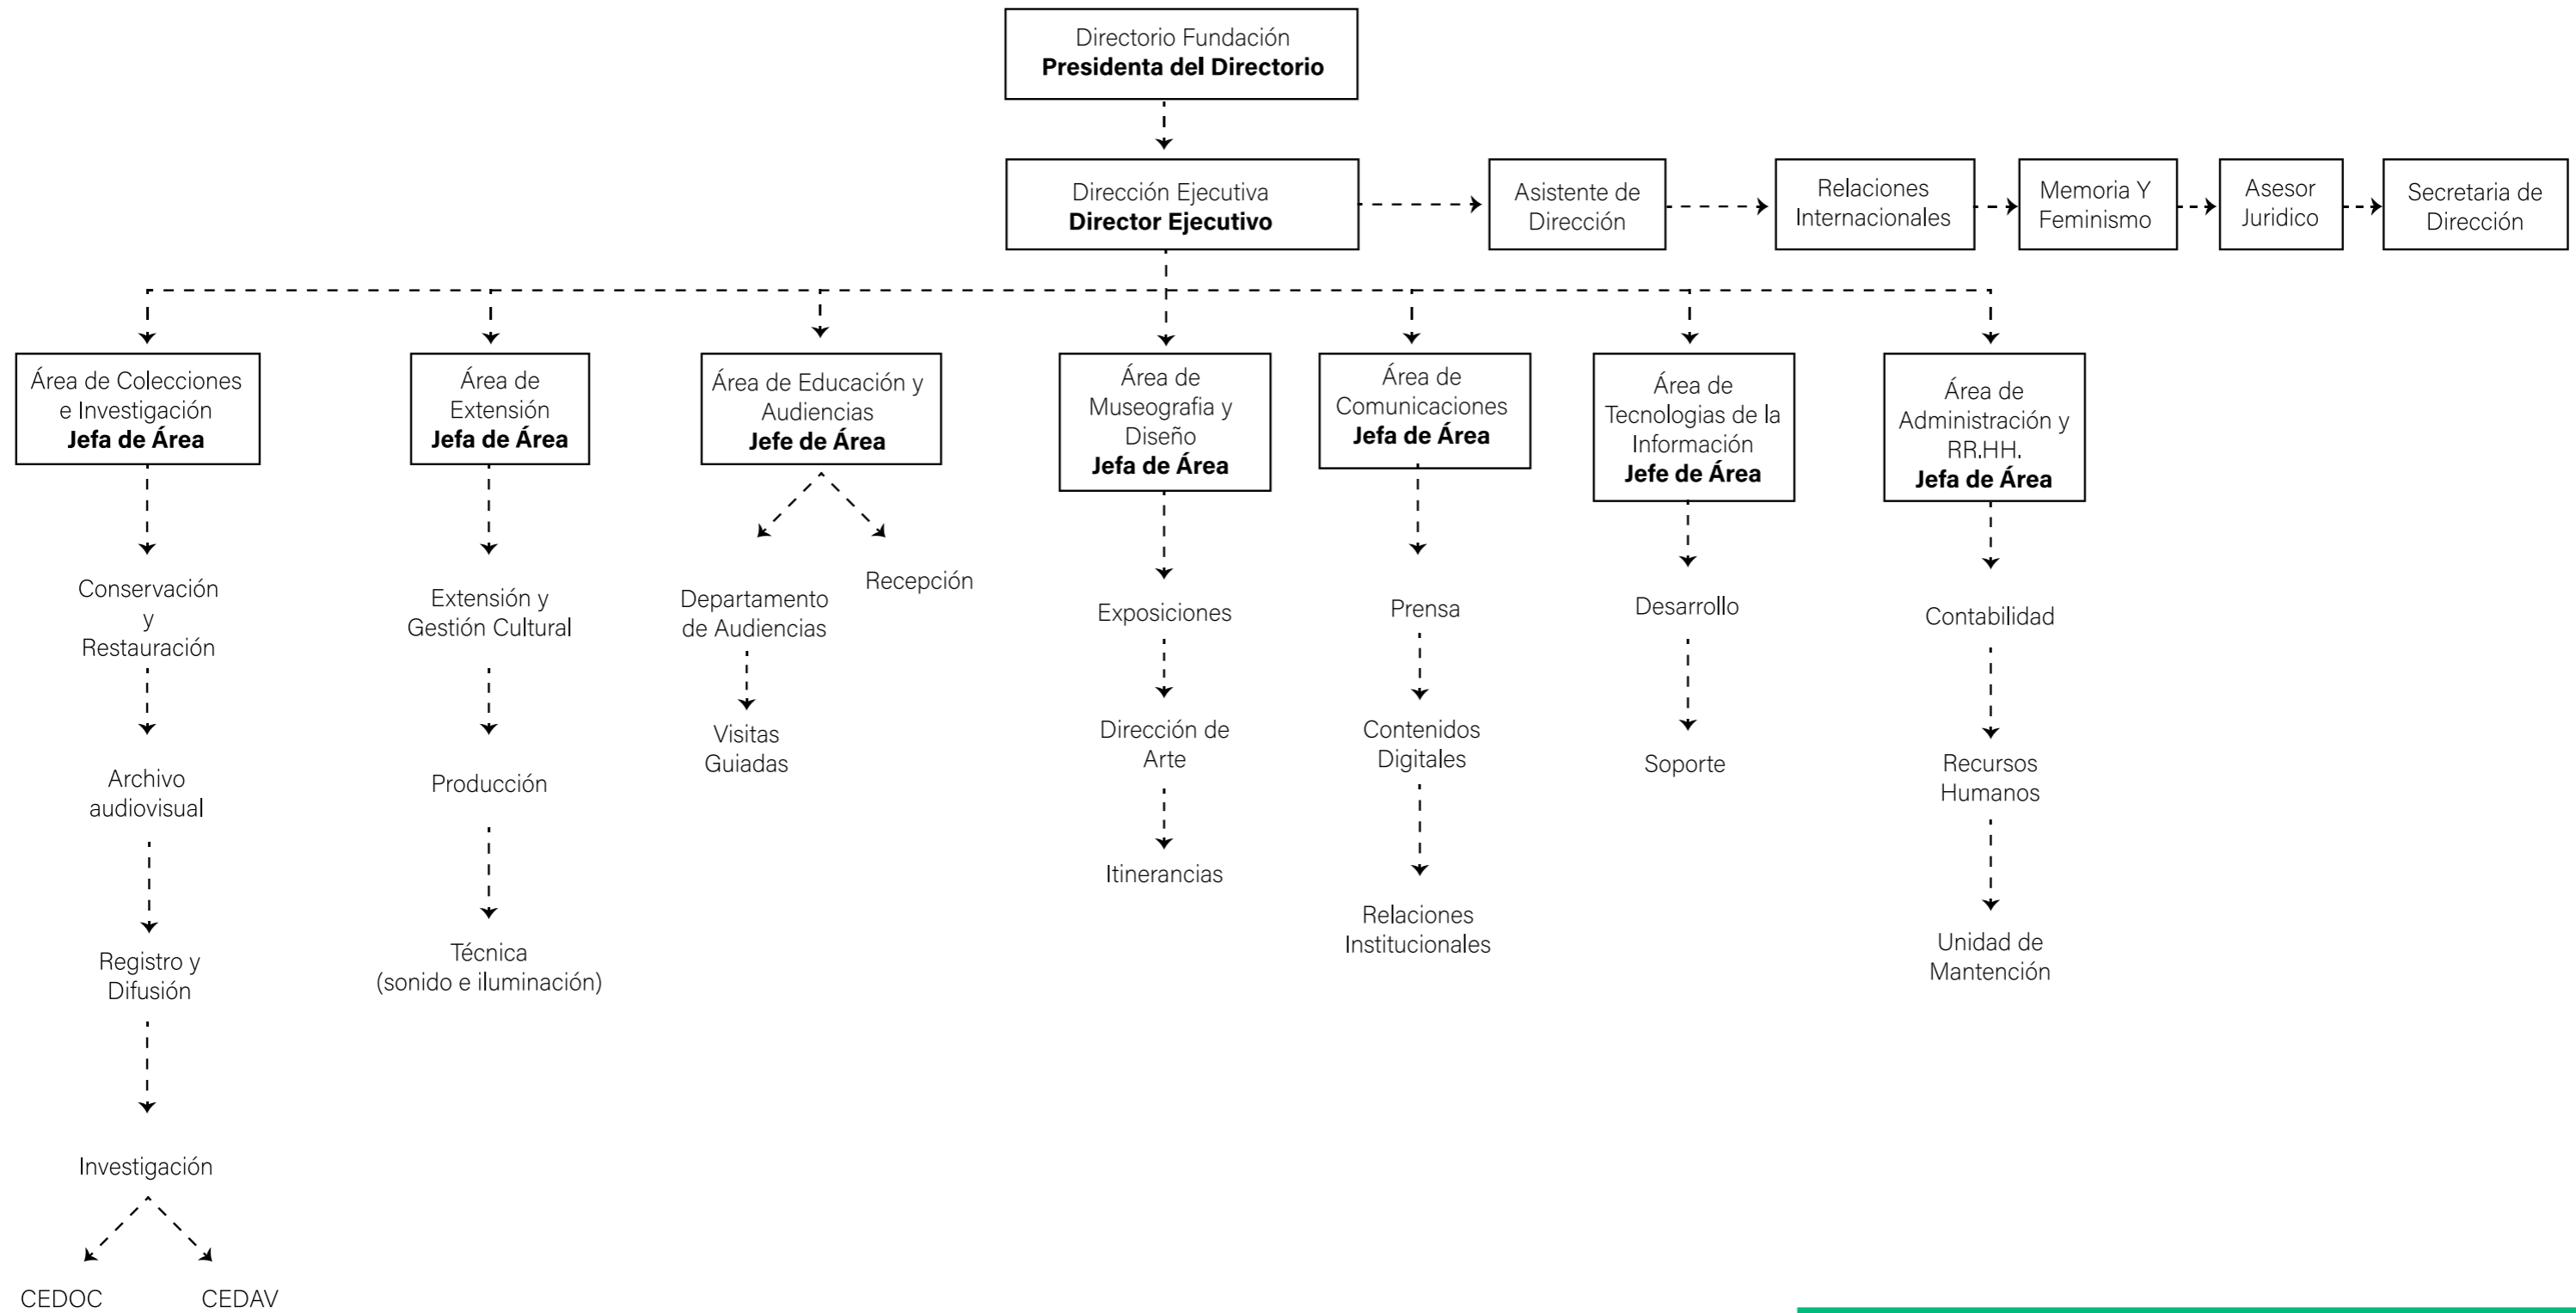 Directorio Fundación
Presidenta del Directorio
Dirección Ejecutiva
Director Ejecutivo
Asistente de
Dirección
Relaciones
Internacionales
Memoria Y
Feminismo
Asesor
Juridico
Secretaria de
Dirección
Área de Colecciones
e Investigación
Jefa de Área
Área de
Extensión
Jefa de Área
Área de Educación y
Audiencias
Jefe de Área
Área de
Museografia y
Diseño
Jefa de Área
Área de
Comunicaciones
Jefa de Área
Área de
Tecnologias de la
Información
Jefe de Área
Área de
Administración y
RR.HH.
Jefa de Área
Conservación
y
Restauración
Archivo
audiovisual
Registro y
Difusión
Investigación
CEDOC
CEDAV
Extensión y
Gestión Cultural
Producción
Técnica
(sonido e iluminación)
Departamento
de Audiencias
Visitas
Guiadas
Recepción
Exposiciones
Dirección de
Arte
Itinerancias
Prensa
Contenidos
Digitales
Relaciones
Institucionales
Desarrollo
Soporte
Contabilidad
Recursos
Humanos
Unidad de
Mantención